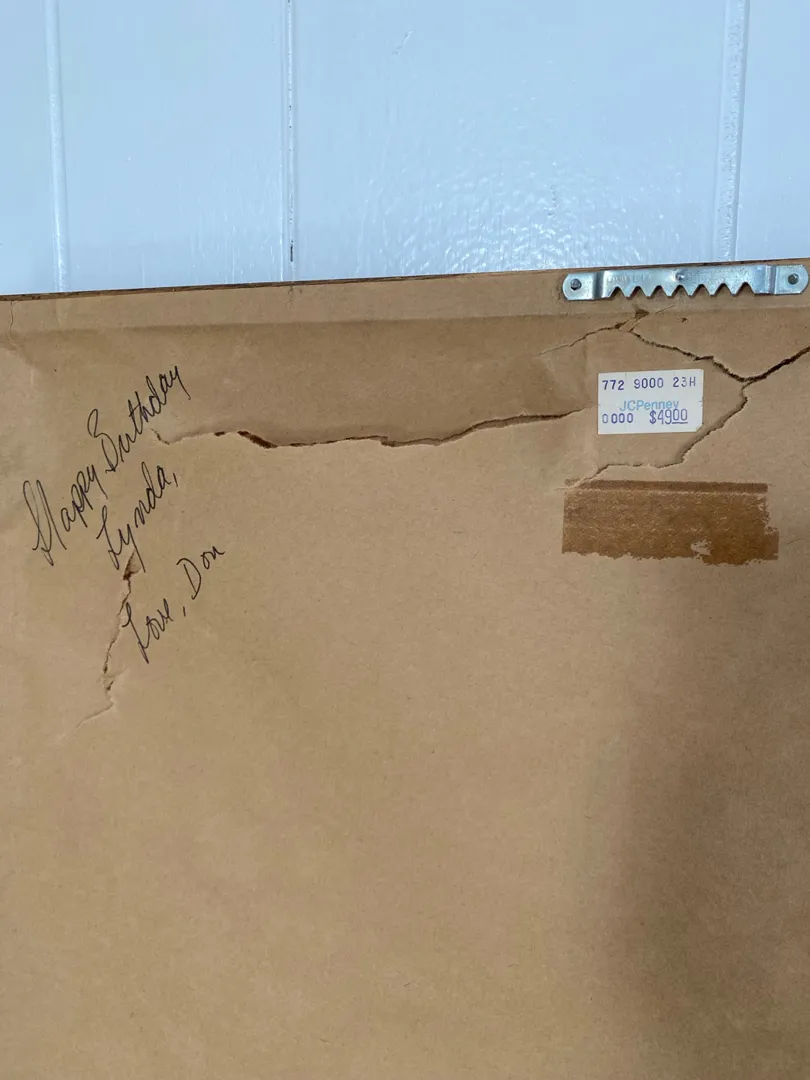 Happy Birthday
Lynda,
Love, Don
772 9000 23H
JCPenney
0000 $4900